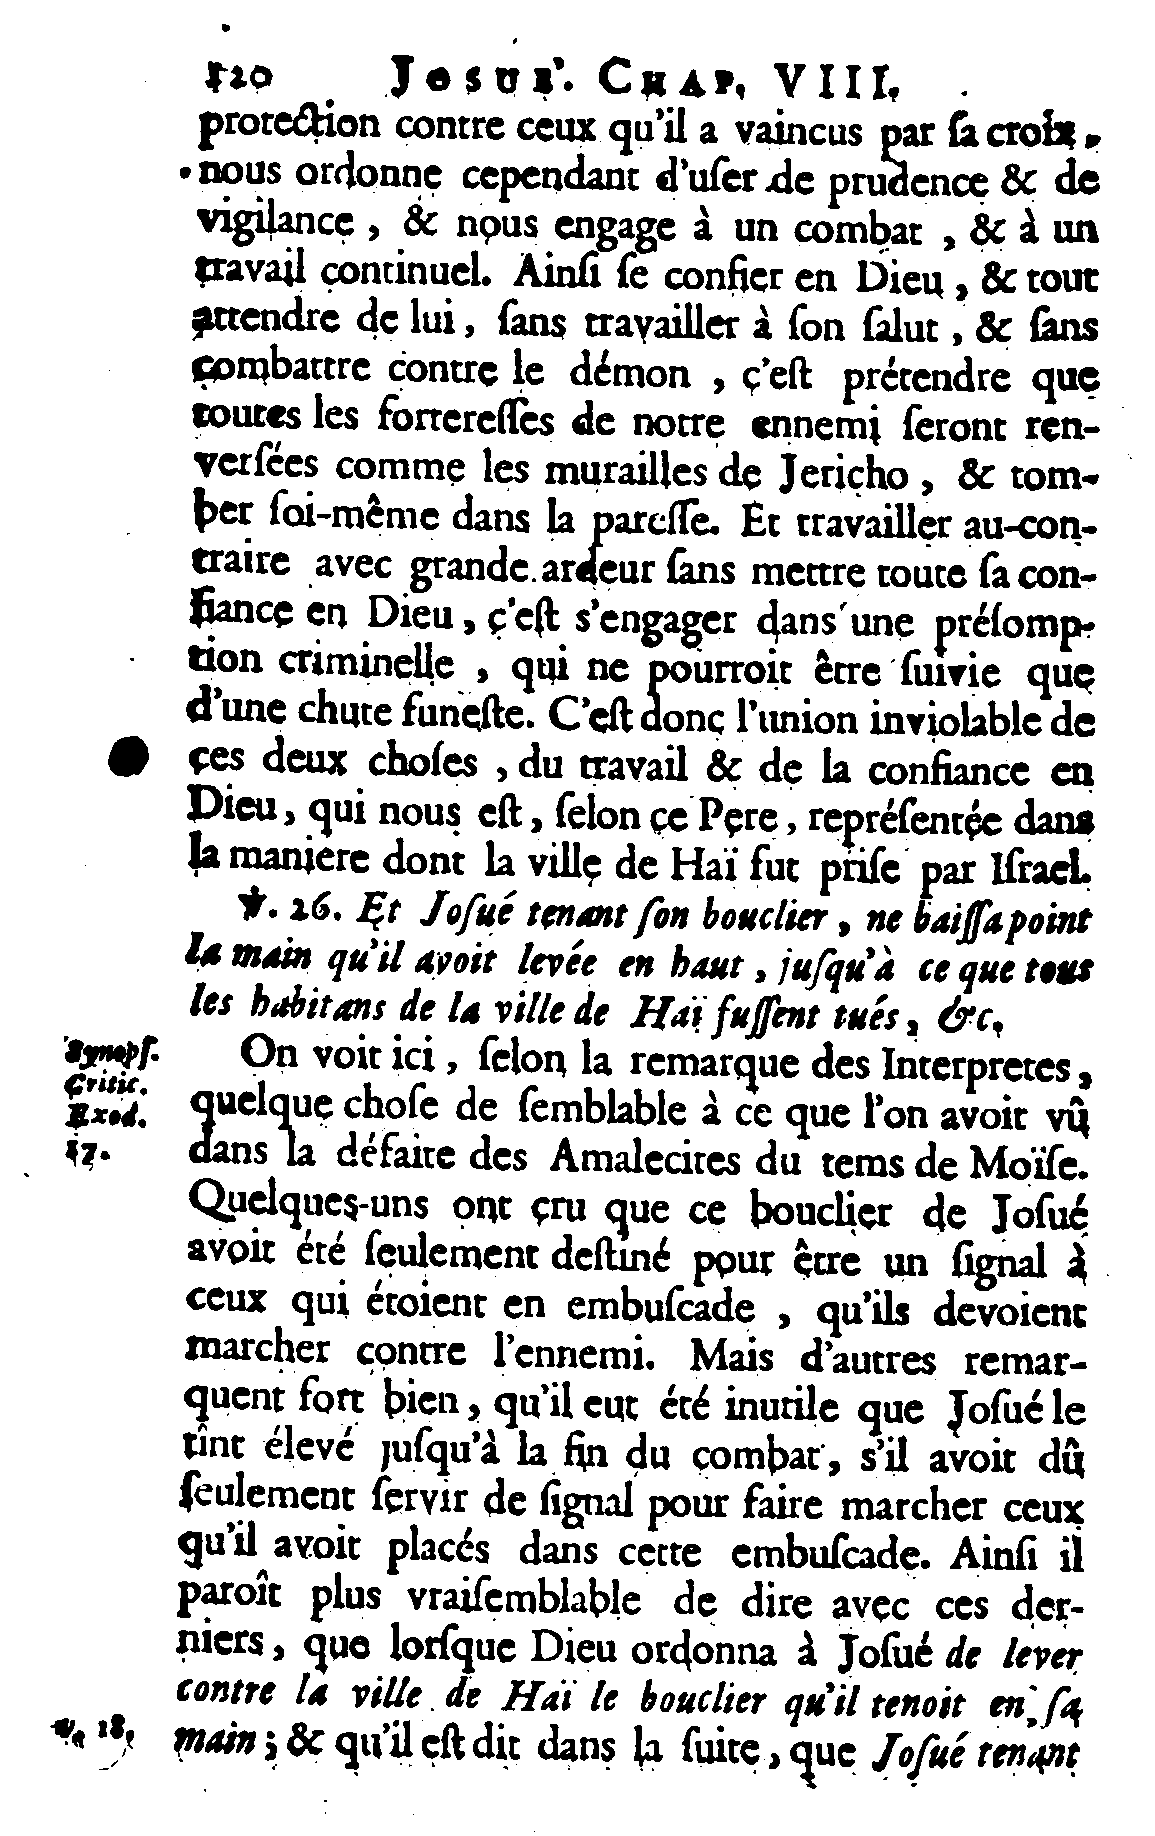 120 JOSUE'. CHAP. VIII.
protection contre ceux qu'il a vaincus par ſa croix,
nous ordonne cependant d'uſer de prudence & de
vigilance, & nous engage à un combat, & à un
travail continuel. Ainſi ſe confier en Dieu, & tout
attendre de lui, ſans travailler à ſon ſalut, & ſans
combattre contre le démon, c'eſt prétendre que
toutes les fortereſſes de notre ennemi ſeront ren-
verſées comme les murailles de Jericho, & tom-
ber ſoi-même dans la pareſſe. Et travailler au-con-
traire avec grande ardeur ſans mettre toute ſa con-
fiance en Dieu, c'eſt s'engager dans une préſomp-
tion criminelle, qui ne pourroit être ſuivie que
d'une chute funeſte. C'eſt donc l'union inviolable de
ces deux choſes, du travail & de la confiance en
Dieu, qui nous eſt, ſelon ce Pere, repréſentée dans
la maniere dont la ville de Haï fut priſe par Iſrael.
℣. 26. Et Joſué tenant ſon bouclier, ne baiſſa point
la main qu'il avoit levée en haut, juſqu'à ce que tous
les habitans de la ville de Haï fuſſent tués, &c.
Synopſ.
Critic.
Exod.
17.
On voit ici, ſelon la remarque des Interpretes,
quelque choſe de ſemblable à ce que l'on avoit vû
dans la défaite des Amalecites du tems de Moïſe.
Quelques-uns ont cru que ce bouclier de Joſué
avoit été ſeulement deſtiné pour être un ſignal à
ceux qui étoient en embuſcade, qu'ils devoient
marcher contre l'ennemi. Mais d'autres remar-
quent fort bien, qu'il eut été inutile que Joſué le
tînt élevé juſqu'à la fin du combat, s'il avoit dû
ſeulement ſervir de ſignal pour faire marcher ceux
qu'il avoit placés dans cette embuſcade. Ainſi il
paroît plus vraiſemblable de dire avec ces der-
niers, que lorſque Dieu ordonna à Joſué de lever
contre la ville de Haï le bouclier qu'il tenoit en ſa
v. 18.
main; & qu'il eſt dit dans la ſuite, que Joſué tenant